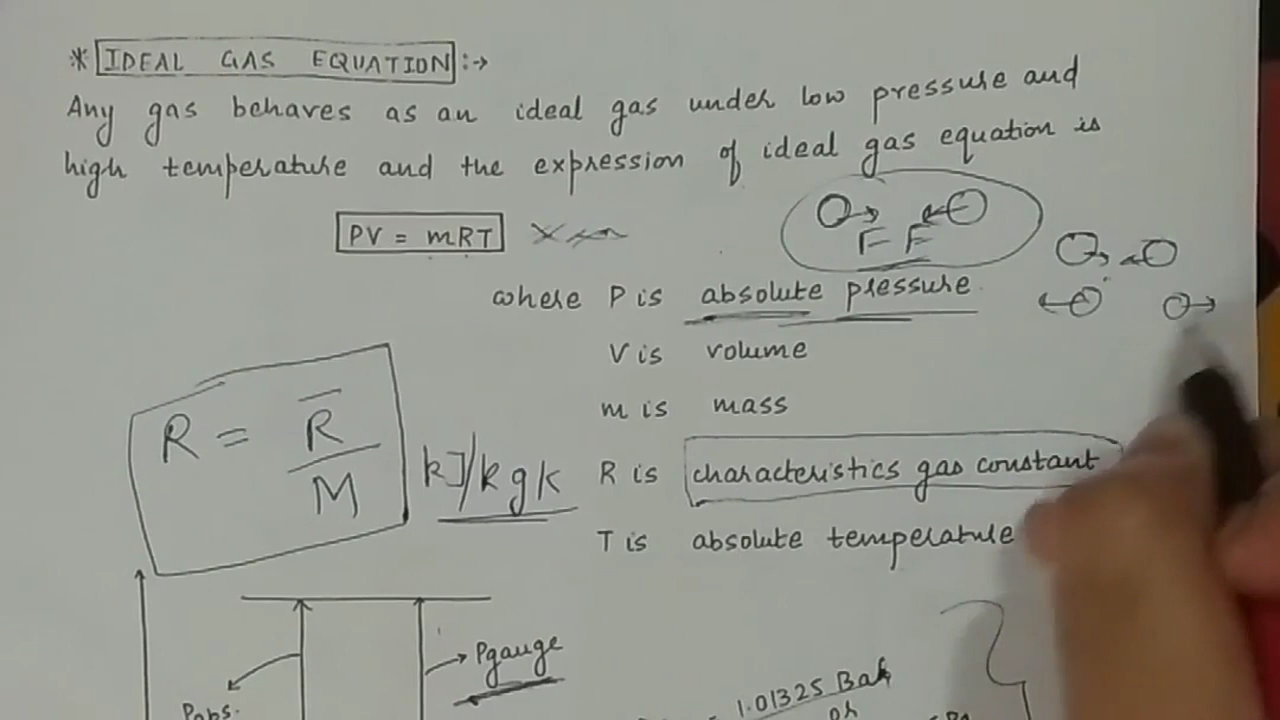 * IDEAL GAS EQUATION :→
Any gas behaves as an ideal gas under low pressure and
high temperature and the expression of ideal gas equation is
PV = mRT
F F
where P is absolute pressure.
V is volume
m is mass
R = R̅/M kJ/kgk
R is characteristics gas constant
T is absolute temperature
Pgauge
Pabs.
1.01325 Bar
or